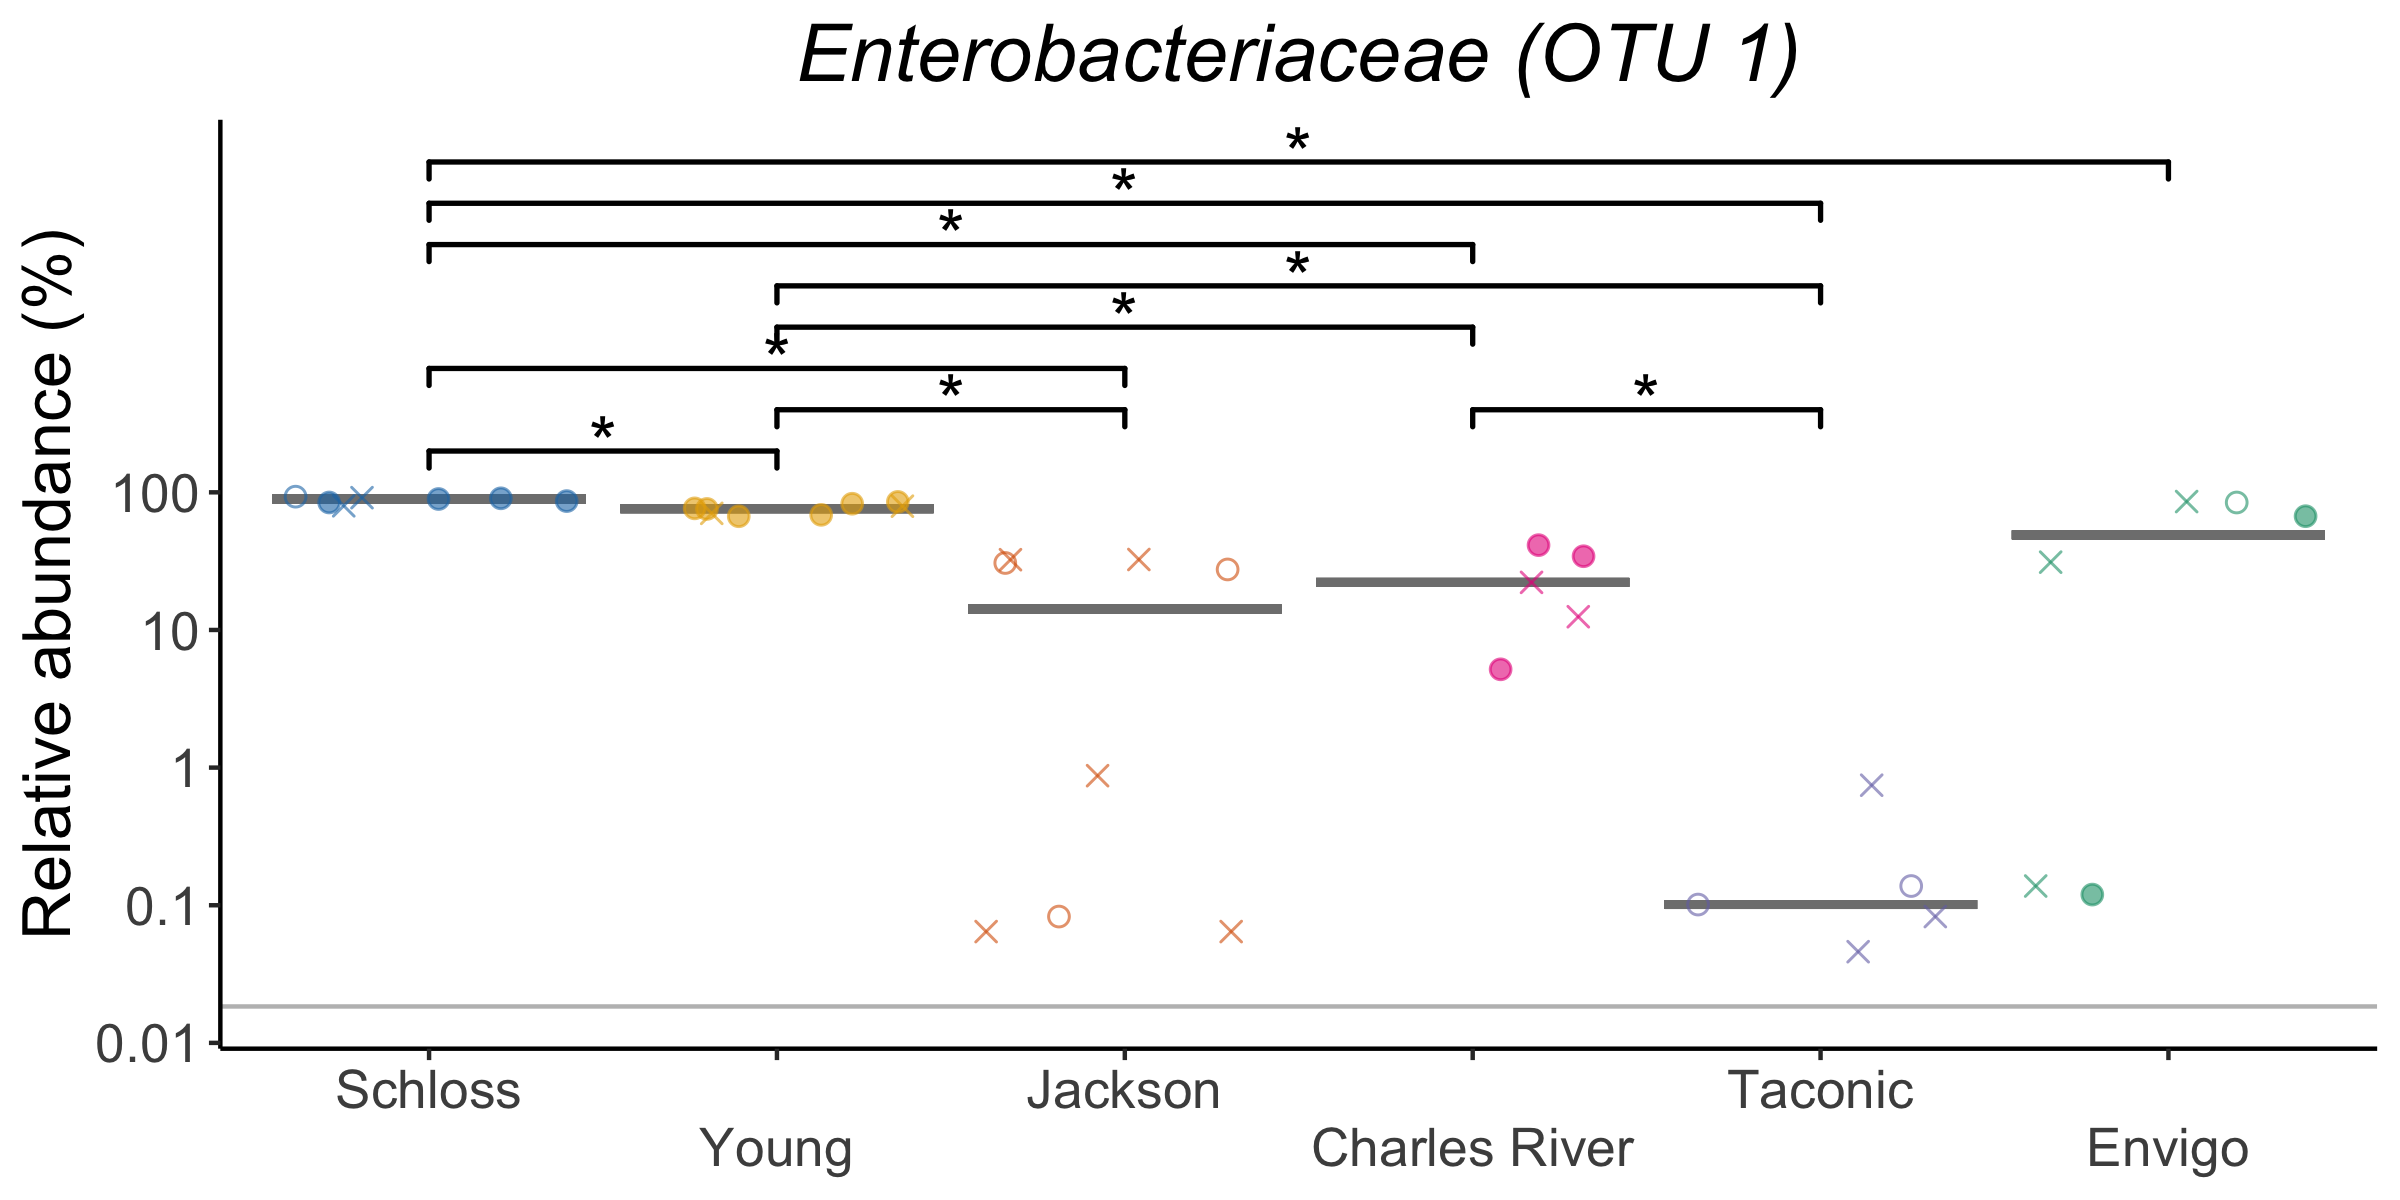 Enterobacteriaceae (OTU 1)
Relative abundance (%)
*
*
*
*
*
*
*
*
*
100
10
1
0.1
0.01
Schloss
Jackson
Taconic
Young
Charles River
Envigo